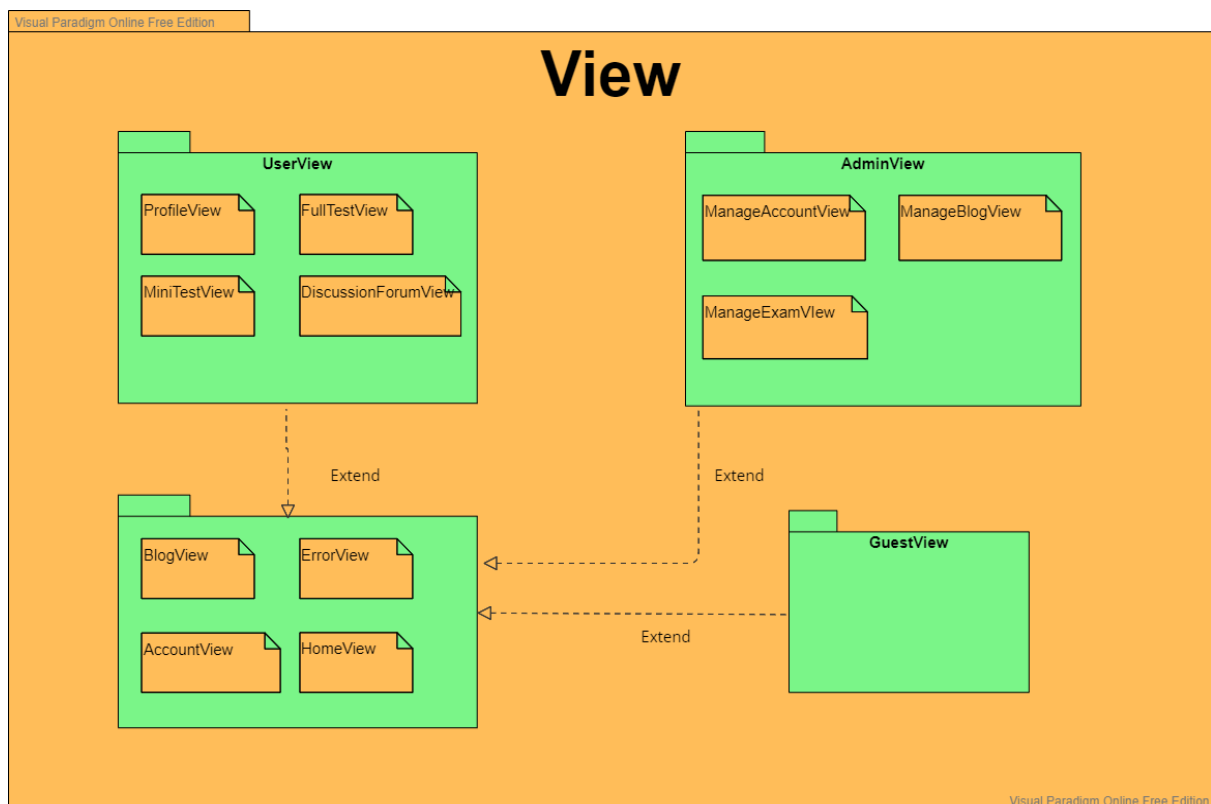 Visual Paradigm Online Free Edition
View
UserView
ProfileView
FullTestView
MiniTestView
DiscussionForumView
AdminView
ManageAccountView
ManageBlogView
ManageExamVIew
Extend
Extend
BlogView
ErrorView
AccountView
HomeView
GuestView
Extend
Visual Paradigm Online Free Edition